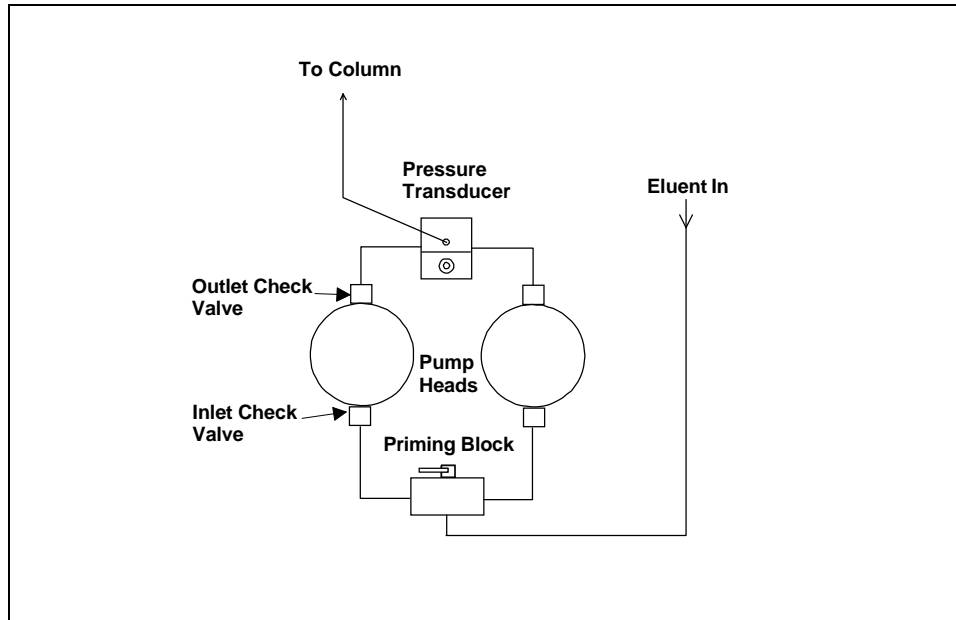 To Column
Pressure
Transducer
Eluent In
Outlet Check
Valve
Pump
Heads
Inlet Check
Valve
Priming Block